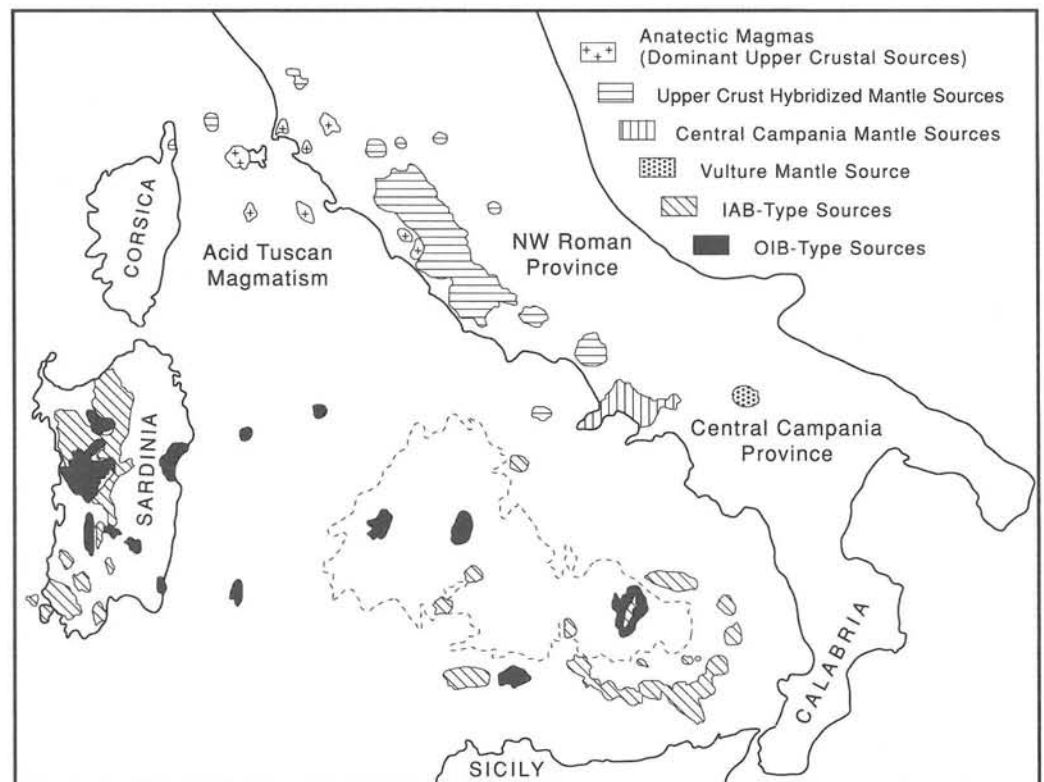 Anatectic Magmas
(Dominant Upper Crustal Sources)
Upper Crust Hybridized Mantle Sources
Central Campania Mantle Sources
Vulture Mantle Source
IAB-Type Sources
OIB-Type Sources
CORSICA
Acid Tuscan
Magmatism
NW Roman
Province
SARDINIA
Central Campania
Province
CALABRIA
SICILY